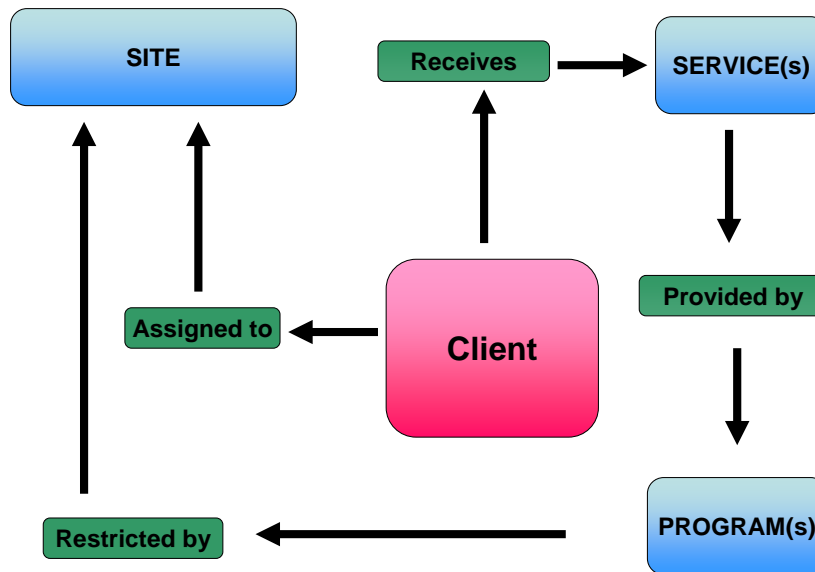 SITE
Receives
SERVICE(s)
Assigned to
Client
Provided by
Restricted by
PROGRAM(s)